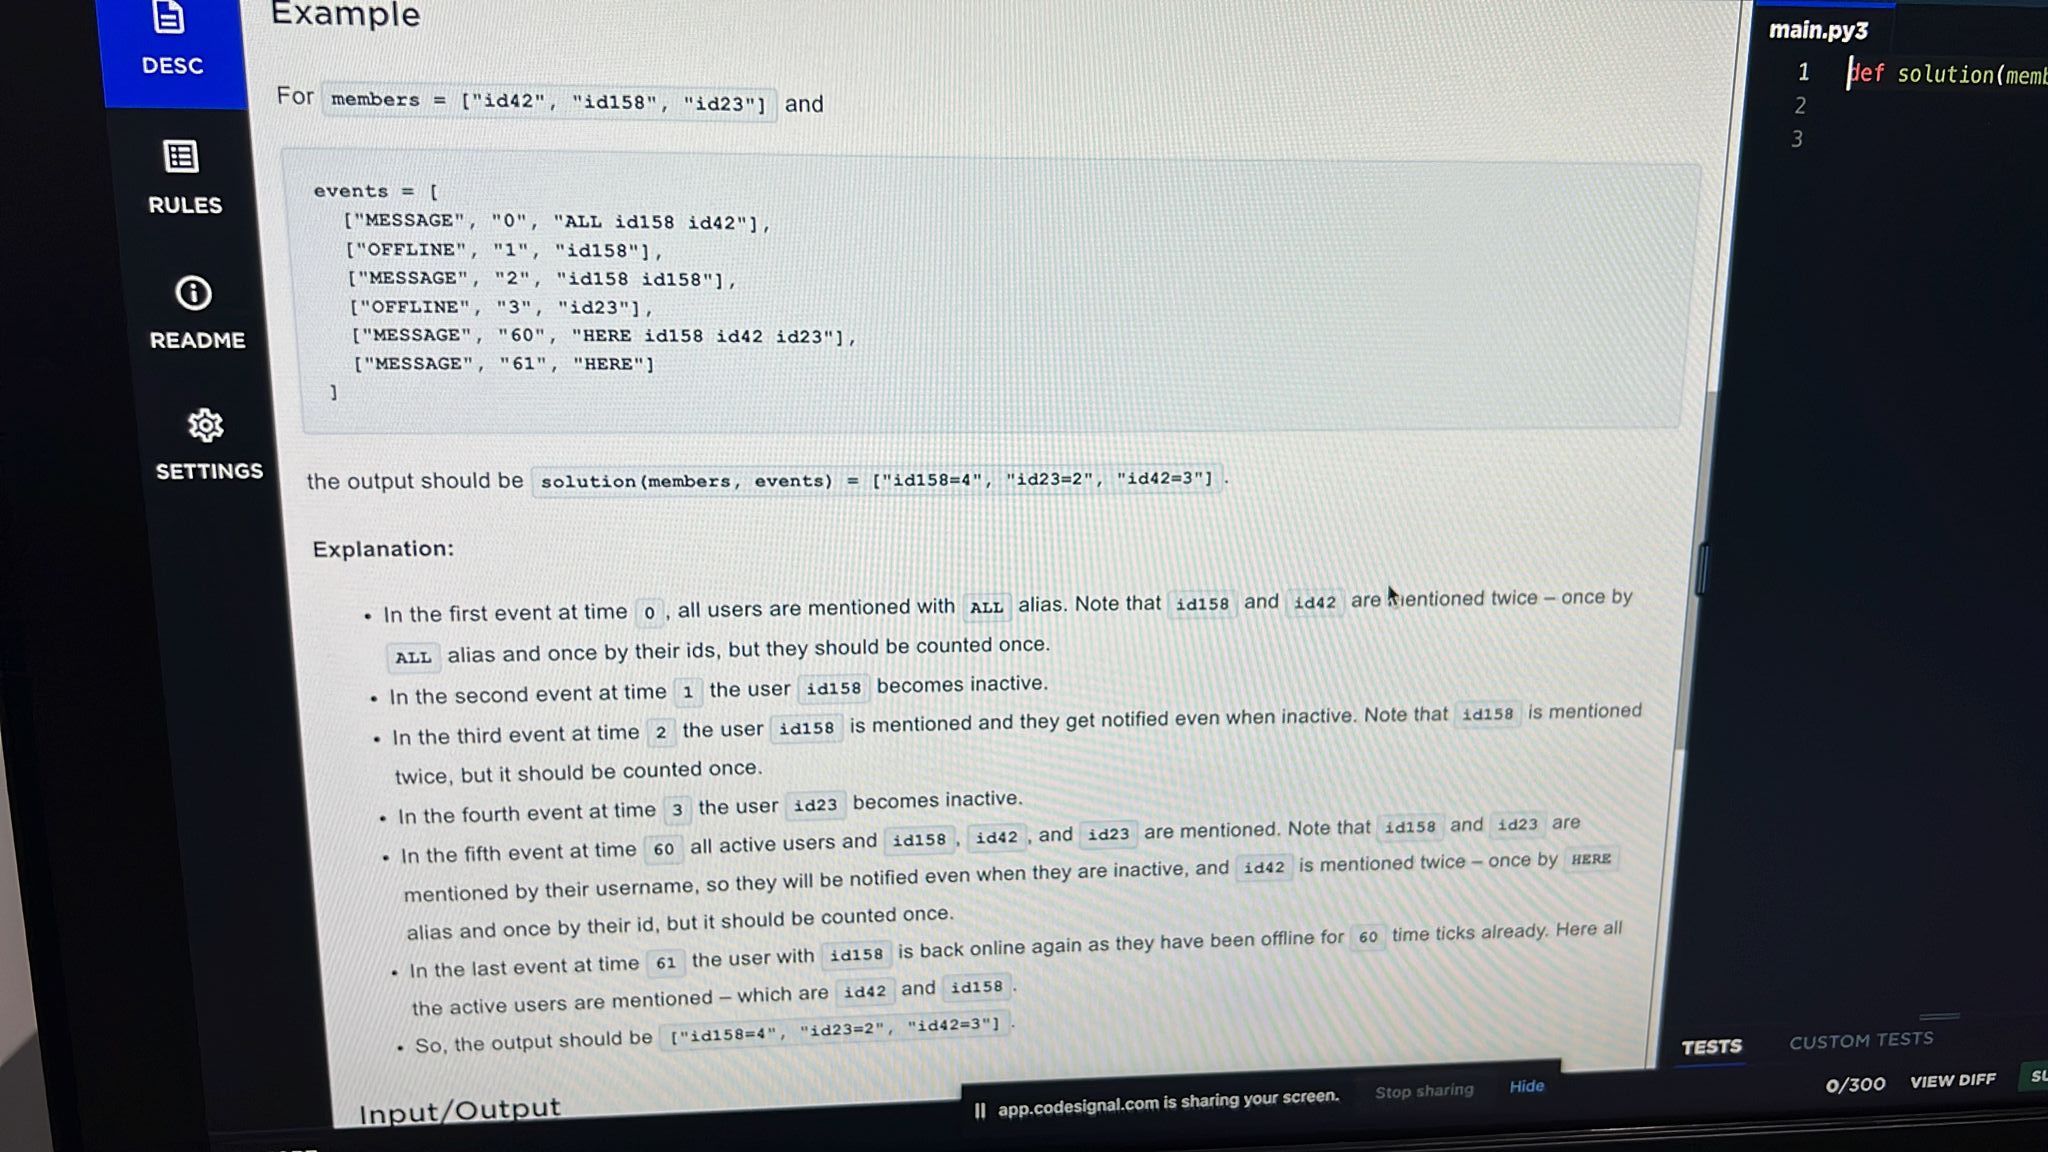 Example
DESC
For members = ["id42", "id158", "id23"] and
events = [
["MESSAGE", "0", "ALL id158 id42"],
["OFFLINE", "1", "id158"],
["MESSAGE", "2", "id158 id158"],
["OFFLINE", "3", "id23"],
["MESSAGE", "60", "HERE id158 id42 id23"],
["MESSAGE", "61", "HERE"]
]
RULES
README
SETTINGS
the output should be solution(members, events) = ["id158=4", "id23=2", "id42=3"] .
Explanation:
• In the first event at time 0 , all users are mentioned with ALL alias. Note that id158 and id42 are mentioned twice – once by
ALL alias and once by their ids, but they should be counted once.
• In the second event at time 1 the user id158 becomes inactive.
• In the third event at time 2 the user id158 is mentioned and they get notified even when inactive. Note that id158 is mentioned
twice, but it should be counted once.
• In the fourth event at time 3 the user id23 becomes inactive.
• In the fifth event at time 60 all active users and id158 , id42 , and id23 are mentioned. Note that id158 and id23 are
mentioned by their username, so they will be notified even when they are inactive, and id42 is mentioned twice – once by HERE
alias and once by their id, but it should be counted once.
• In the last event at time 61 the user with id158 is back online again as they have been offline for 60 time ticks already. Here all
the active users are mentioned – which are id42 and id158 .
• So, the output should be ["id158=4", "id23=2", "id42=3"] .
Input/Output
app.codesignal.com is sharing your screen. Stop sharing Hide
main.py3
1 def solution(memb
2
3
TESTS CUSTOM TESTS
0/300 VIEW DIFF